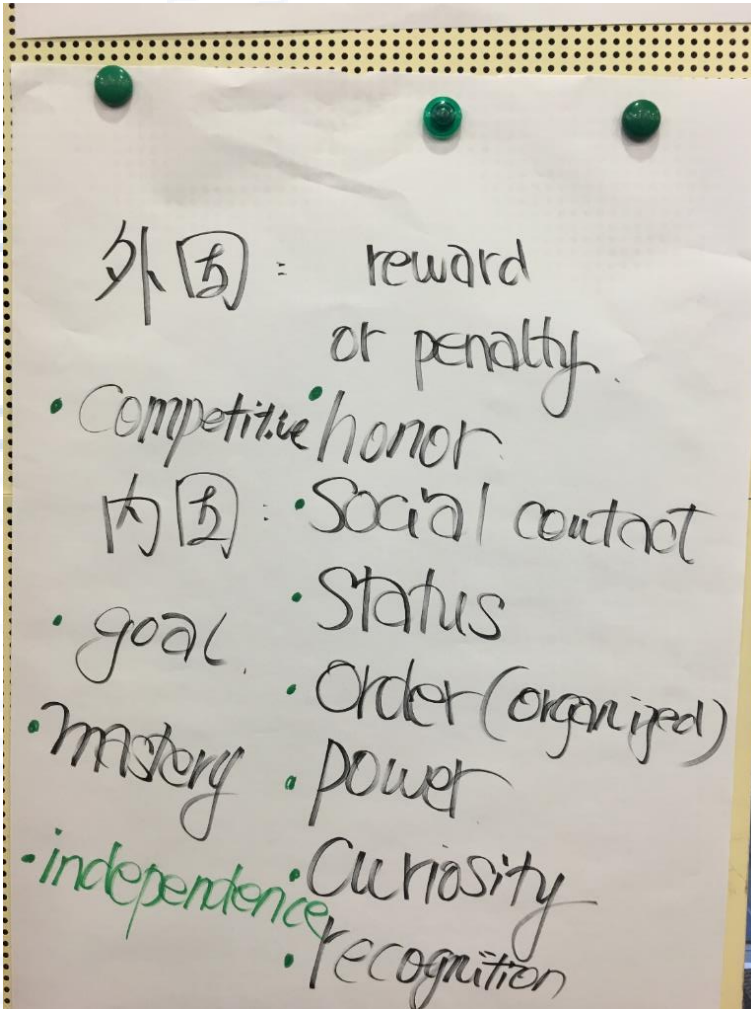 外因: reward
or penalty.
· Competitive · honor
内因: · Social contact
· Status
· goal.
· Order (organized)
· mastery · power
· Curiosity
· independence
· recognition